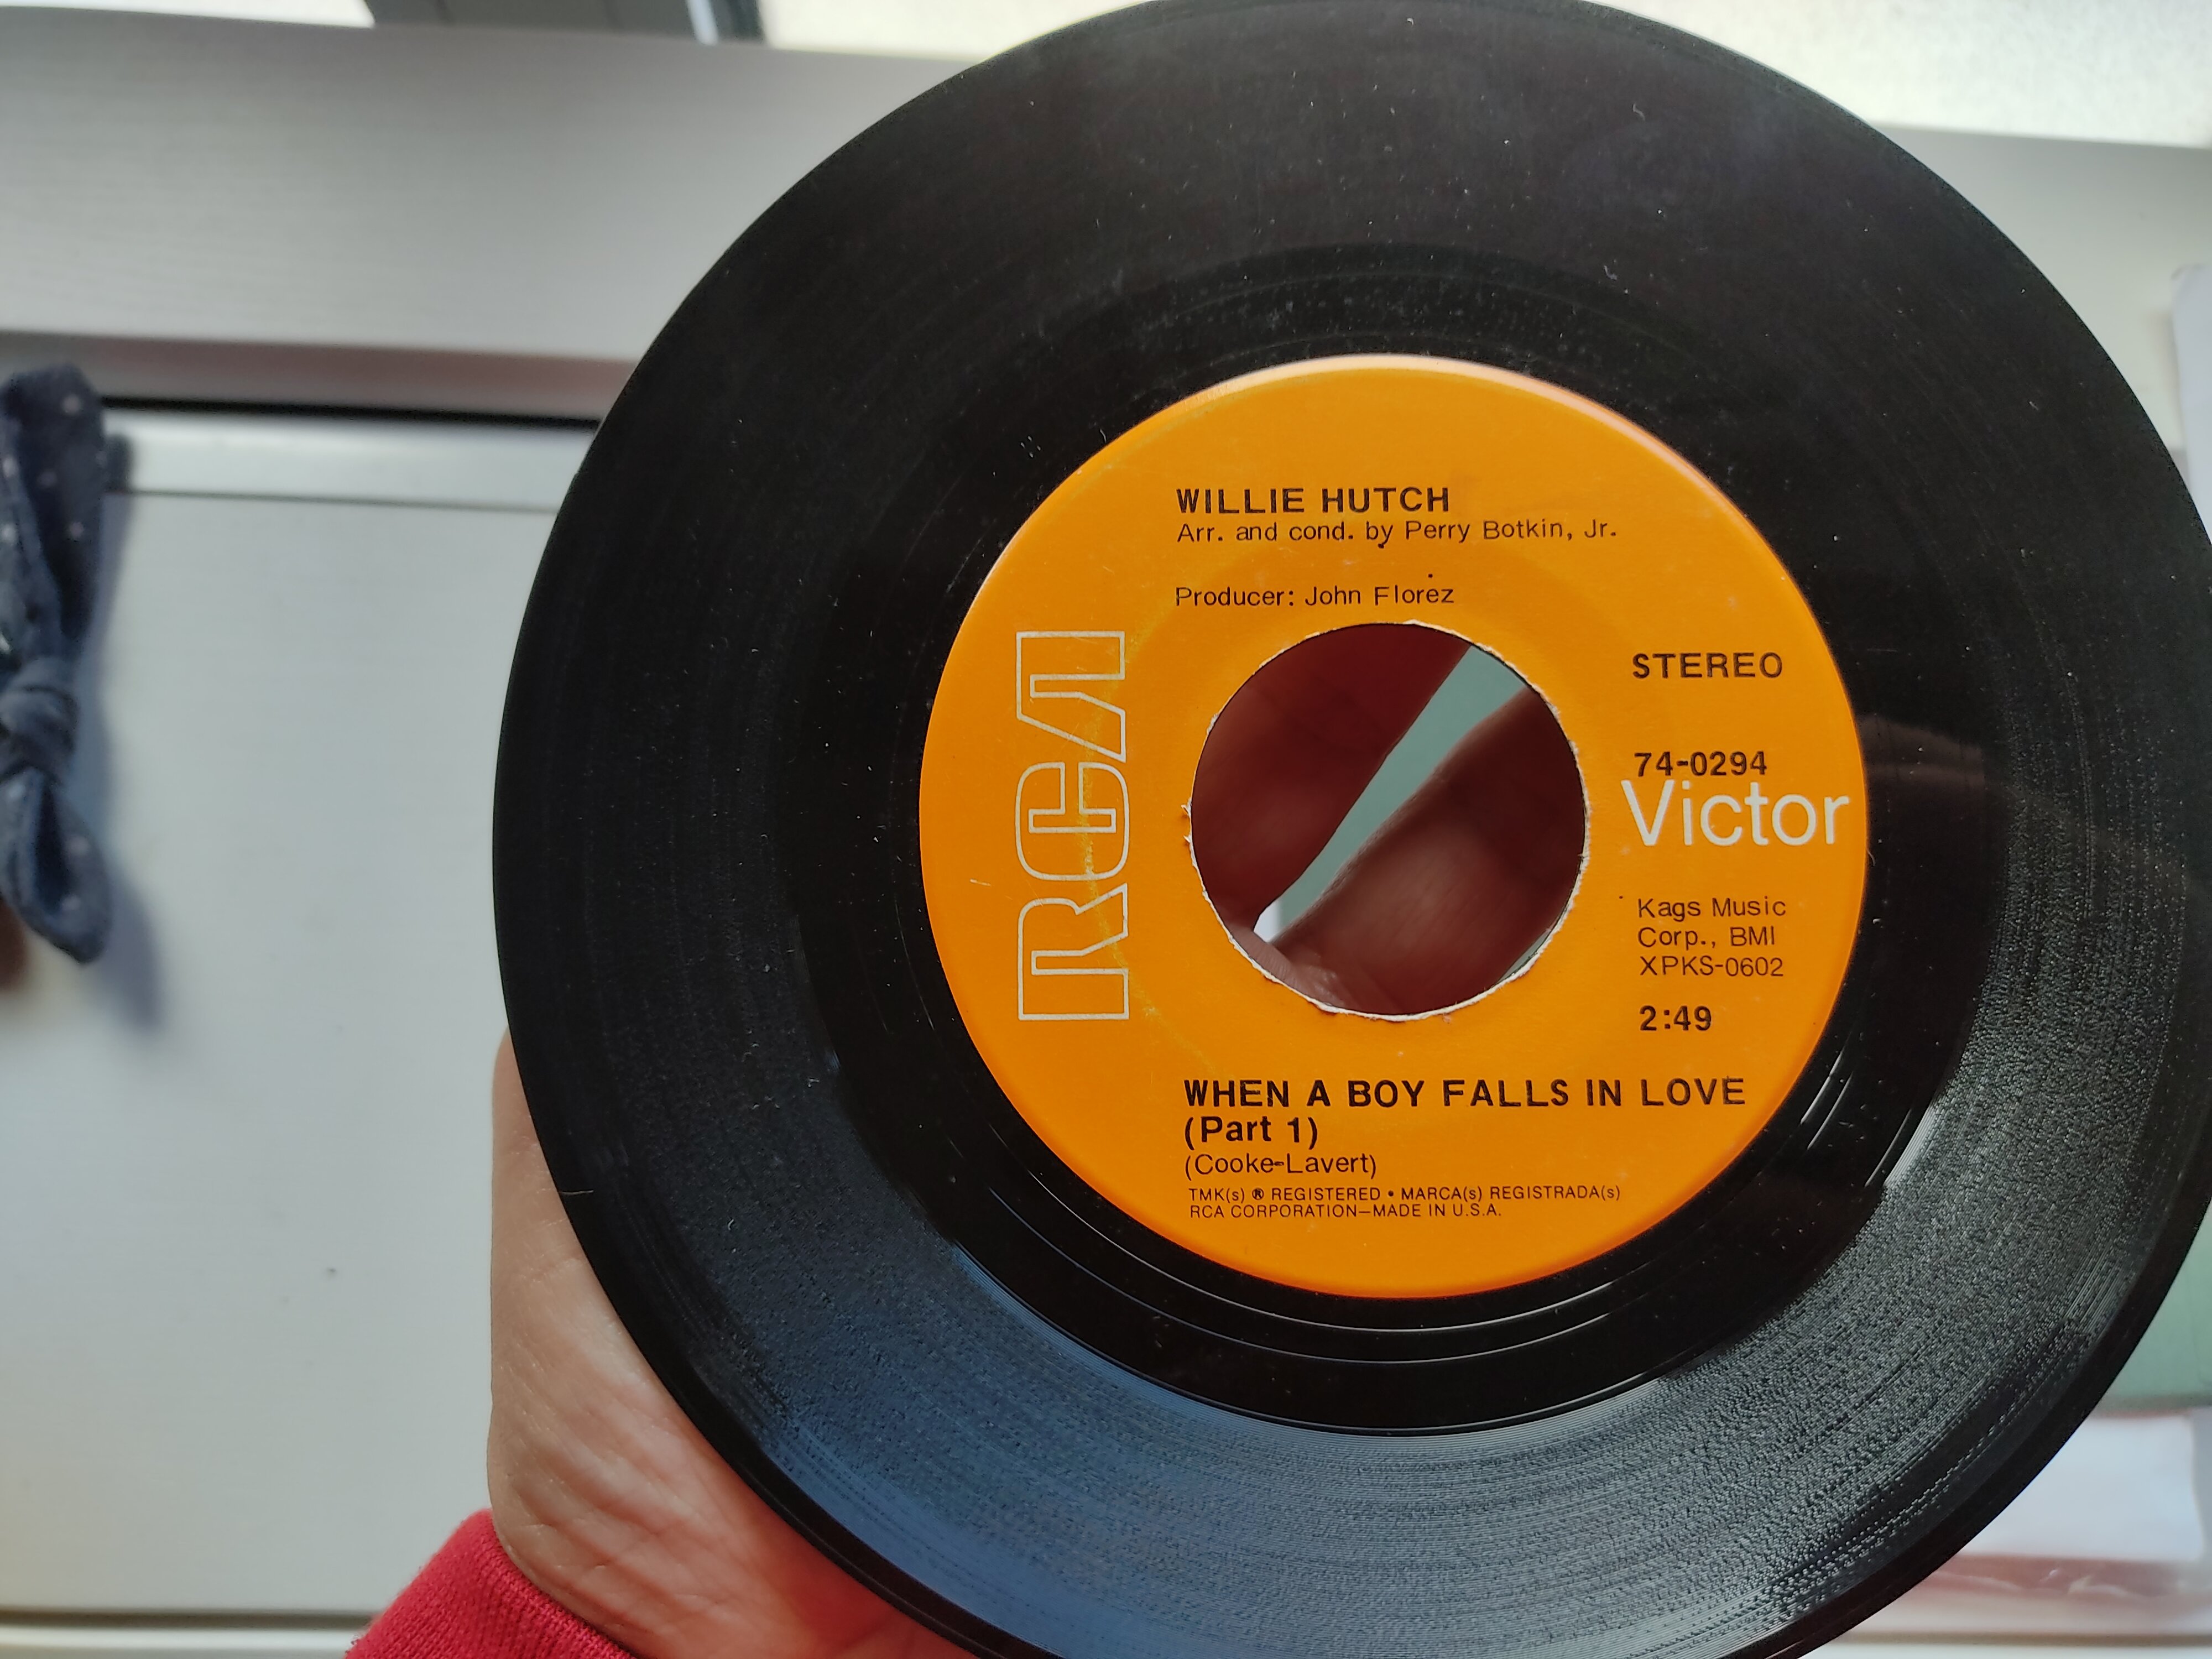 WILLIE HUTCH
Arr. and cond. by Perry Botkin, Jr.
Producer: John Florez
RCA
STEREO
74-0294
Victor
Kags Music
Corp., BMI
XPKS-0602
2:49
WHEN A BOY FALLS IN LOVE
(Part 1)
(Cooke-Lavert)
TMK(s) ® REGISTERED • MARCA(s) REGISTRADA(s)
RCA CORPORATION—MADE IN U.S.A.